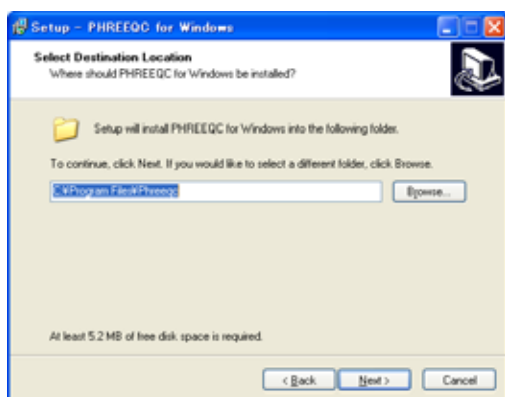 Setup - PHREEQC for Windows
Select Destination Location
Where should PHREEQC for Windows be installed?
Setup will install PHREEQC for Windows into the following folder.
To continue, click Next. If you would like to select a different folder, click Browse.
C:¥Program Files¥Phreeqc
Browse...
At least 5.2 MB of free disk space is required.
< Back
Next >
Cancel